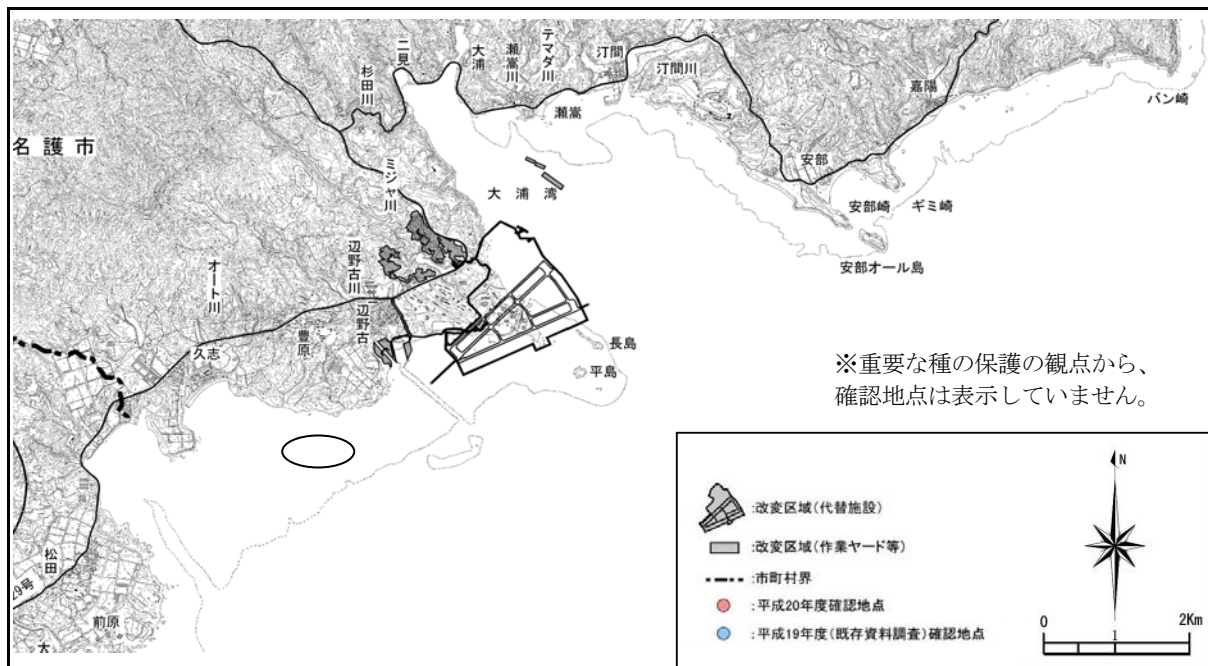 二見
大浦
瀬嵩川
テマダ川
汀間
汀間川
杉田川
瀬嵩
嘉陽
バン崎
名護市
ミジャ川
安部
大浦湾
安部崎
ギミ崎
安部オール島
辺野古川
オート川
辺野古
豊原
久志
長島
平島
※重要な種の保護の観点から、
確認地点は表示していません。
松田
29号
前原
:改変区域(代替施設)
:改変区域(作業ヤード等)
:市町村界
:平成20年度確認地点
:平成19年度(既存資料調査)確認地点
N
0 1 2Km